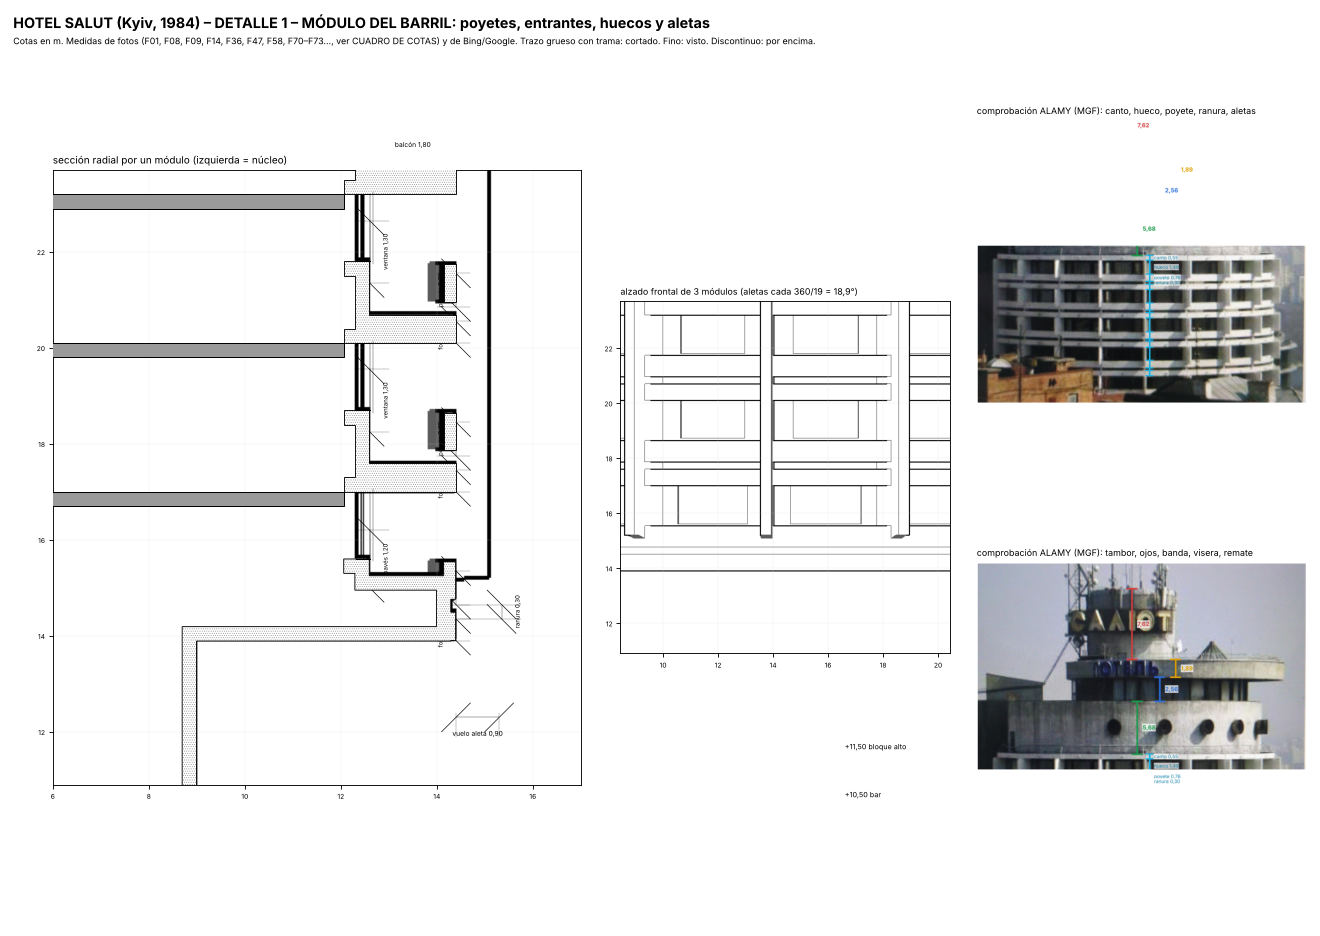 HOTEL SALUT (Kyiv, 1984) – DETALLE 1 – MÓDULO DEL BARRIL: poyetes, entrantes, huecos y aletas
Cotas en m. Medidas de fotos (F01, F08, F09, F14, F36, F47, F58, F70–F73..., ver CUADRO DE COTAS) y de Bing/Google. Trazo grueso con trama: cortado. Fino: visto. Discontinuo: por encima.
comprobación ALAMY (MGF): canto, hueco, poyete, ranura, aletas
7,62
balcón 1,80
sección radial por un módulo (izquierda = núcleo)
1,89
2,56
5,68
22
20
18
16
14
12
6
8
10
12
14
16
ventana 1,30
ventana 1,30
fo
fo
fo
ranura 0,30
vuelo aleta 0,90
alzado frontal de 3 módulos (aletas cada 360/19 = 18,9°)
22
20
18
16
14
12
10
12
14
16
18
20
+11,50 bloque alto
+10,50 bar
comprobación ALAMY (MGF): tambor, ojos, banda, visera, remate
САЛЮТ
7,62
1,89
2,56
5,68
poyete 0,78
ranura 0,30